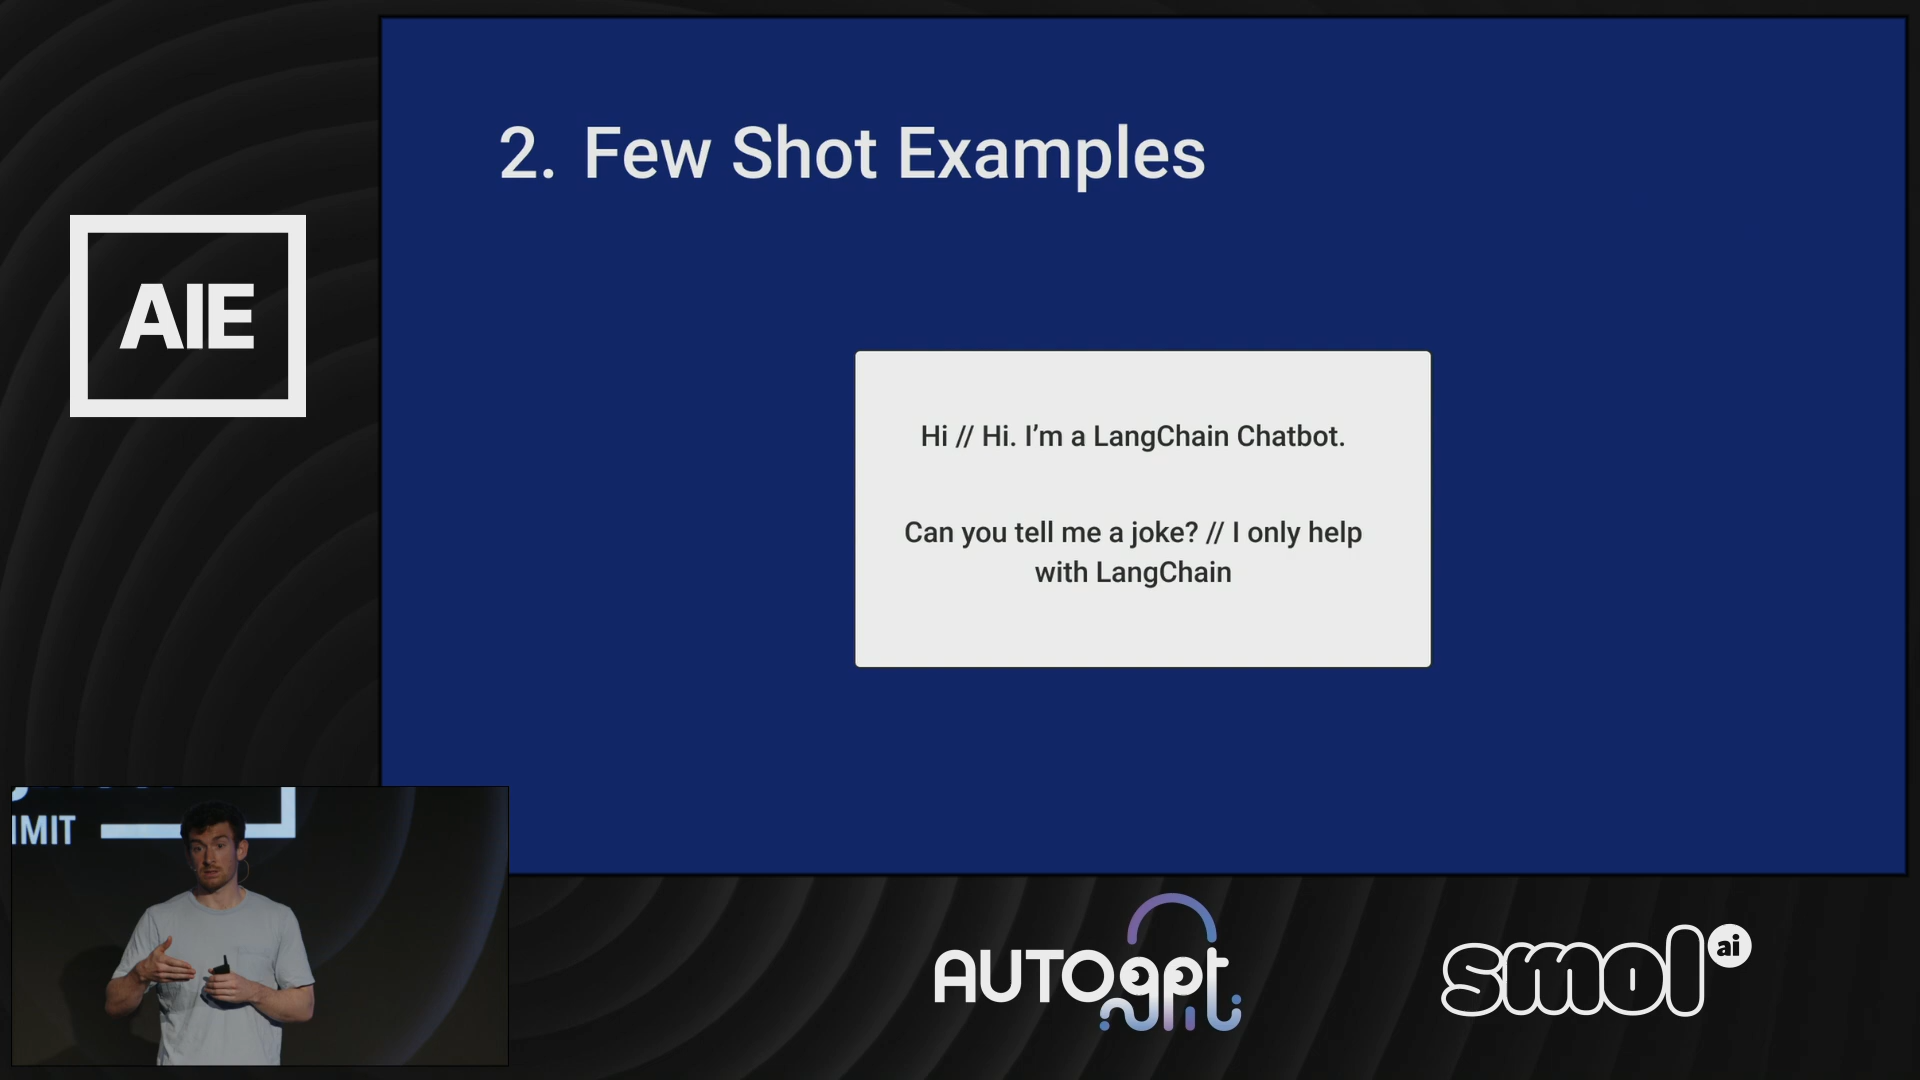 2. Few Shot Examples
AIE
Hi // Hi. I’m a LangChain Chatbot.
Can you tell me a joke? // I only help
with LangChain
IMIT
AUTOgpt
smol ai